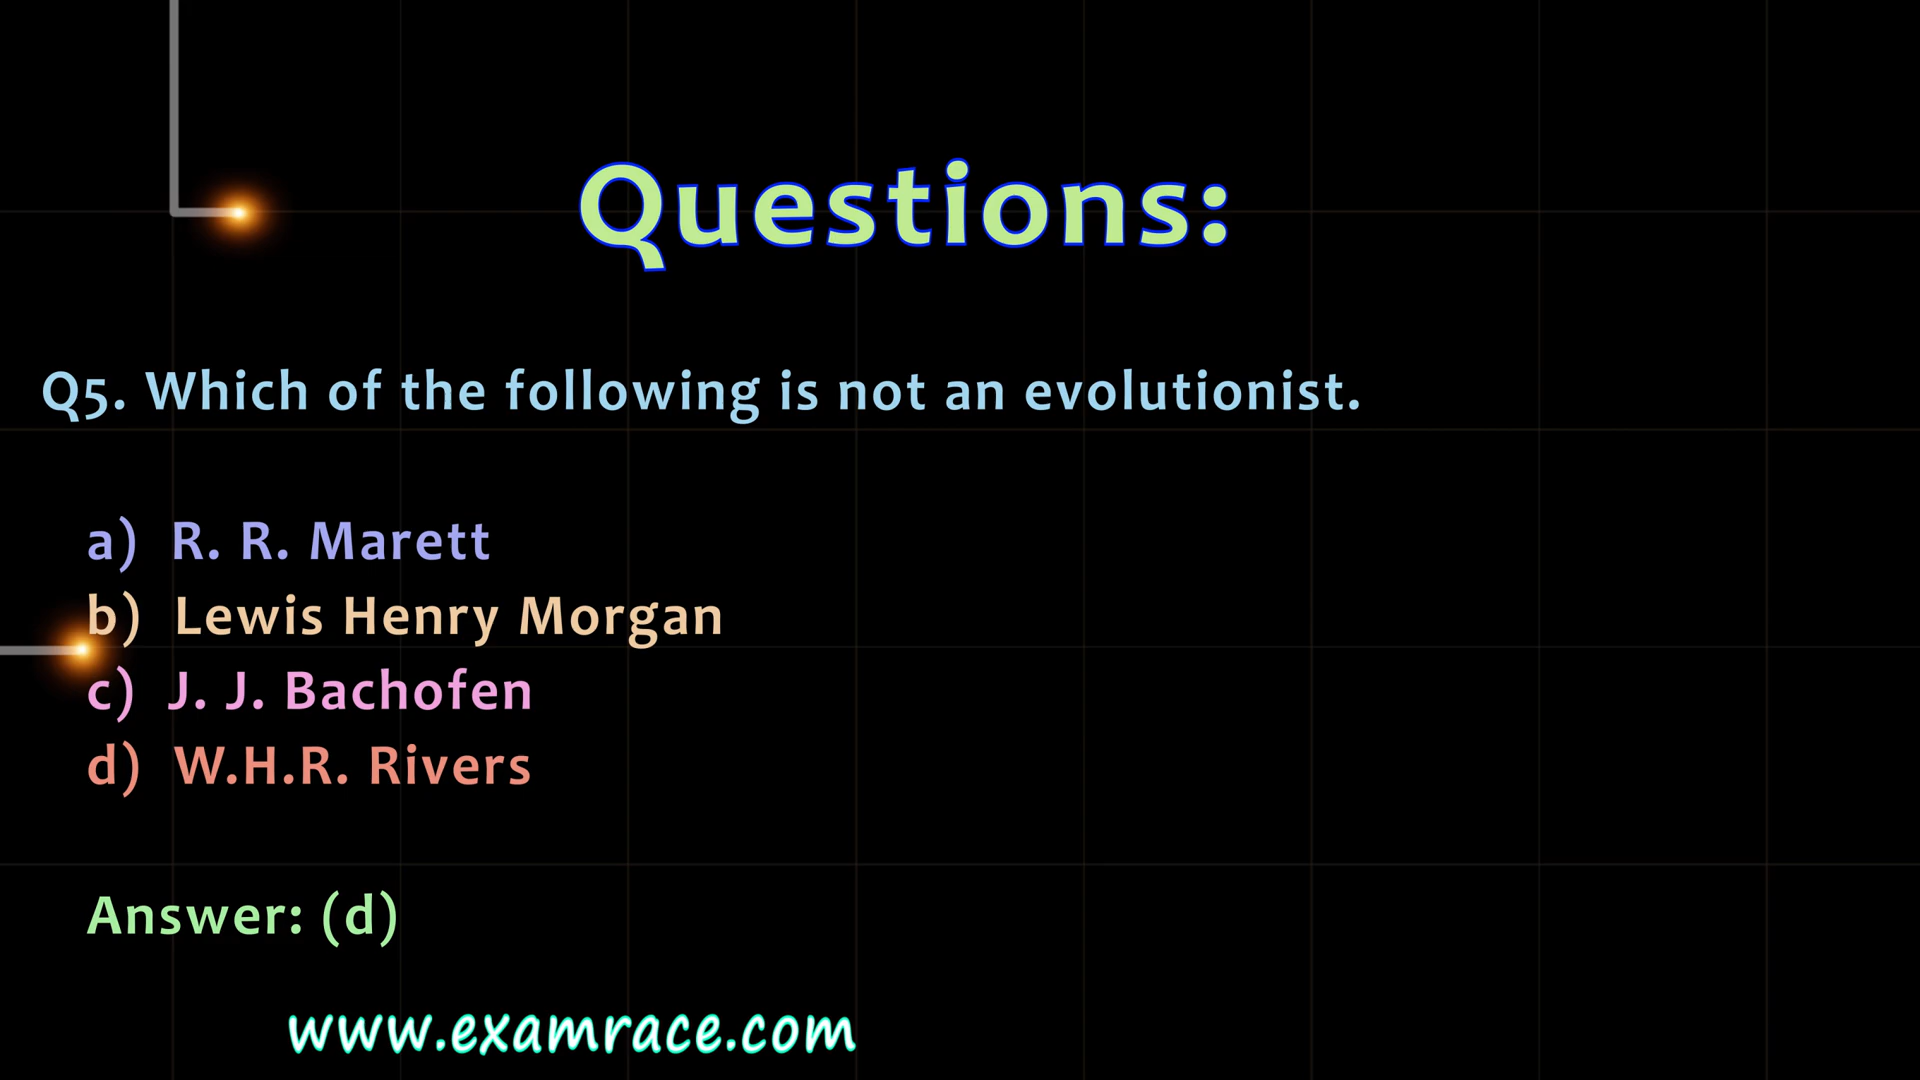 Questions:
Q5. Which of the following is not an evolutionist.
a) R. R. Marett
b) Lewis Henry Morgan
c) J. J. Bachofen
d) W.H.R. Rivers
Answer: (d)
www.examrace.com